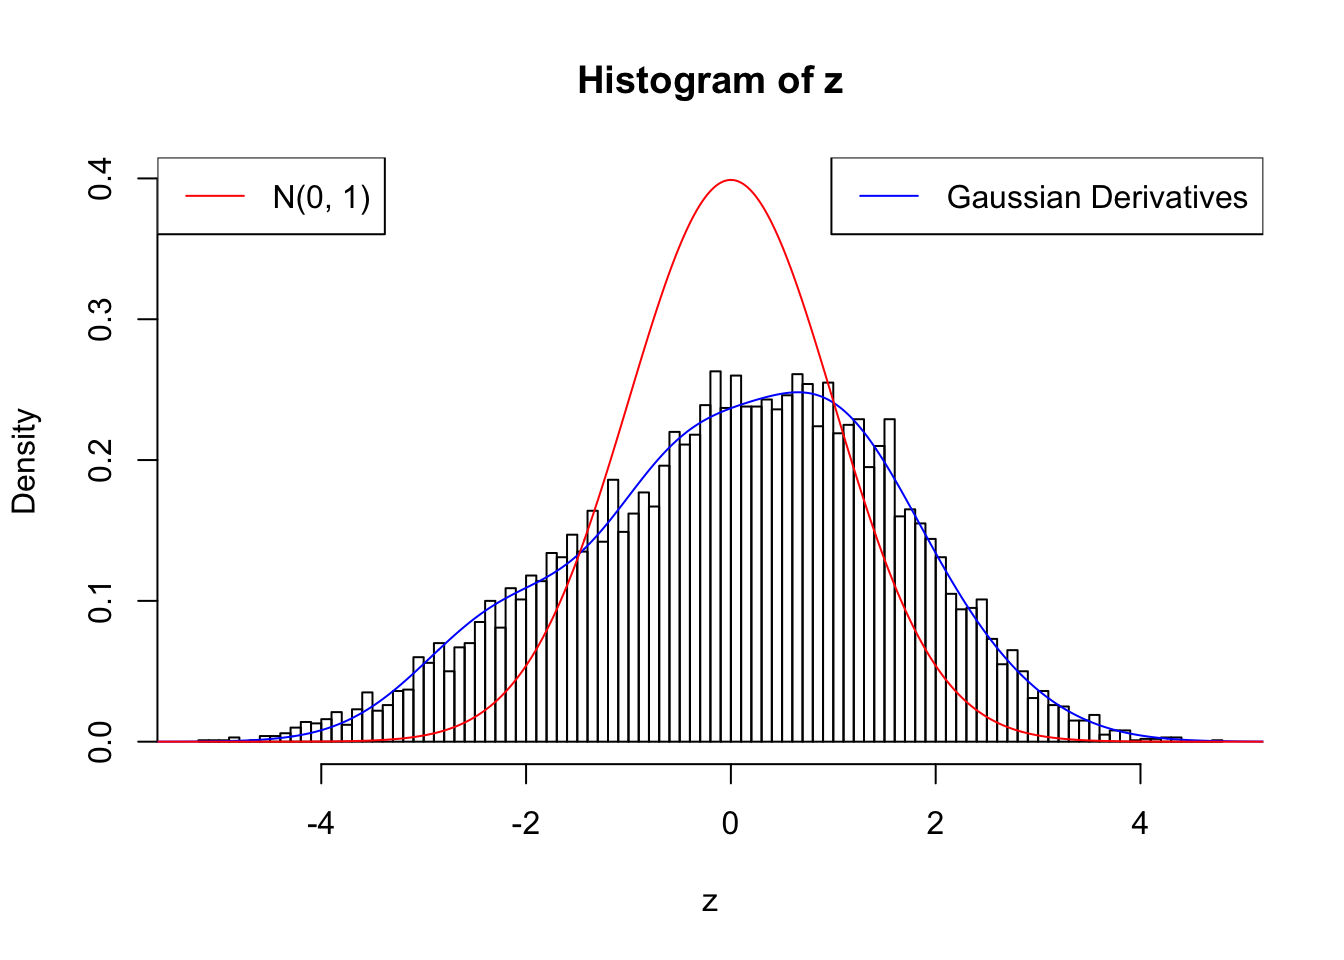 Histogram of z
N(0, 1)
Gaussian Derivatives
Density
0.4
0.3
0.2
0.1
0.0
-4 -2 0 2 4
z